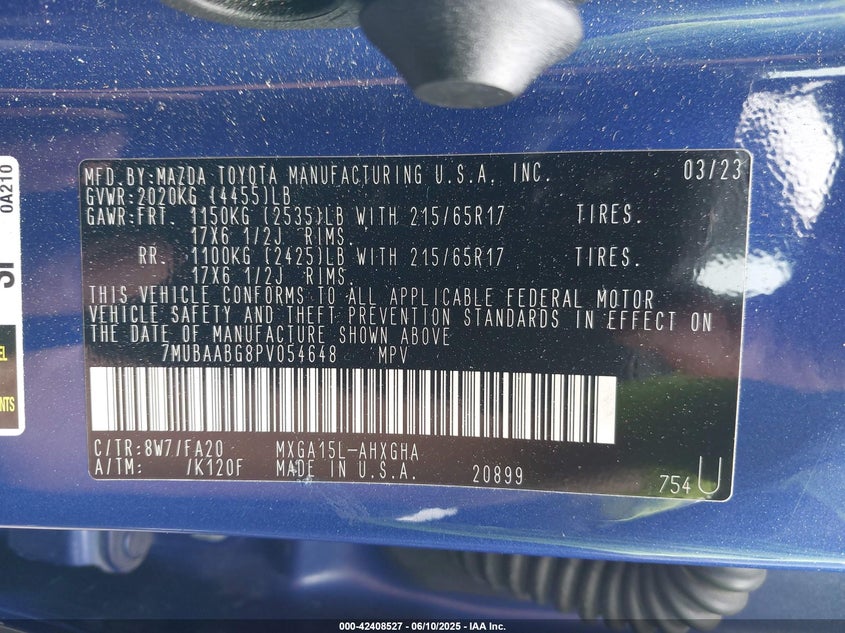 MFD.BY:MAZDA TOYOTA MANUFACTURING U.S.A. INC. 03/23
GVWR:2020KG (4455)LB
GAWR:FRT. 1150KG (2535)LB WITH 215/65R17 TIRES.
17X6 1/2J RIMS.
RR. 1100KG (2425)LB WITH 215/65R17 TIRES.
17X6 1/2J RIMS.
THIS VEHICLE CONFORMS TO ALL APPLICABLE FEDERAL MOTOR
VEHICLE SAFETY AND THEFT PREVENTION STANDARDS IN EFFECT ON
THE DATE OF MANUFACTURE SHOWN ABOVE
7MUBAABG8PV054648 MPV
C/TR:8W7/FA20 MXGA15L-AHXGHA
A/TM: /K120F MADE IN U.S.A. 20899
754 U
0A210
000-42408527 - 06/10/2025 - IAA Inc.